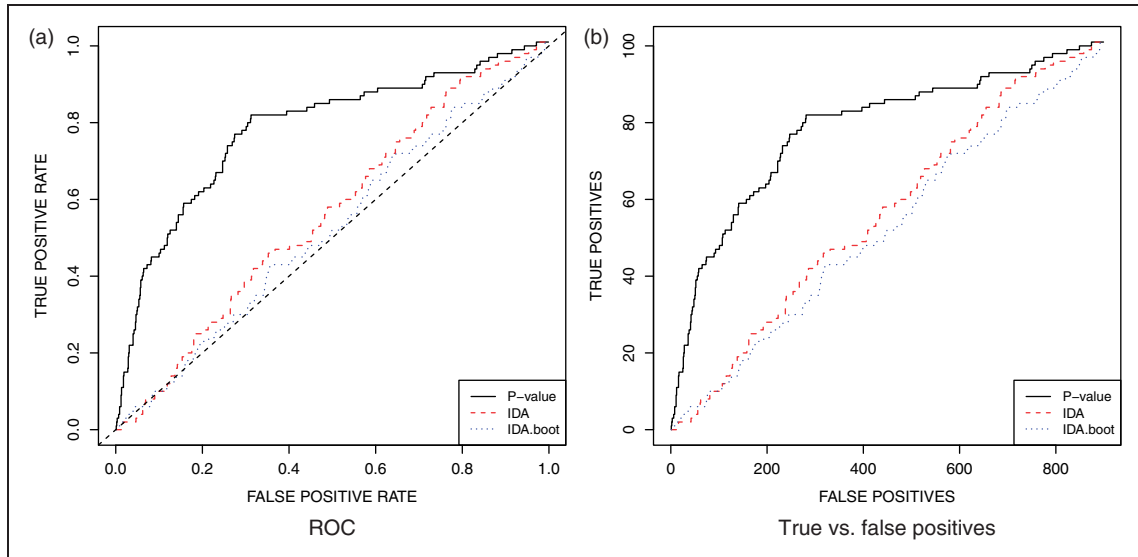 (a)
TRUE POSITIVE RATE
1.0
0.8
0.6
0.4
0.2
0.0
0.0 0.2 0.4 0.6 0.8 1.0
FALSE POSITIVE RATE
P−value
IDA
IDA.boot
ROC
(b)
TRUE POSITIVES
100
80
60
40
20
0
0 200 400 600 800
FALSE POSITIVES
P−value
IDA
IDA.boot
True vs. false positives